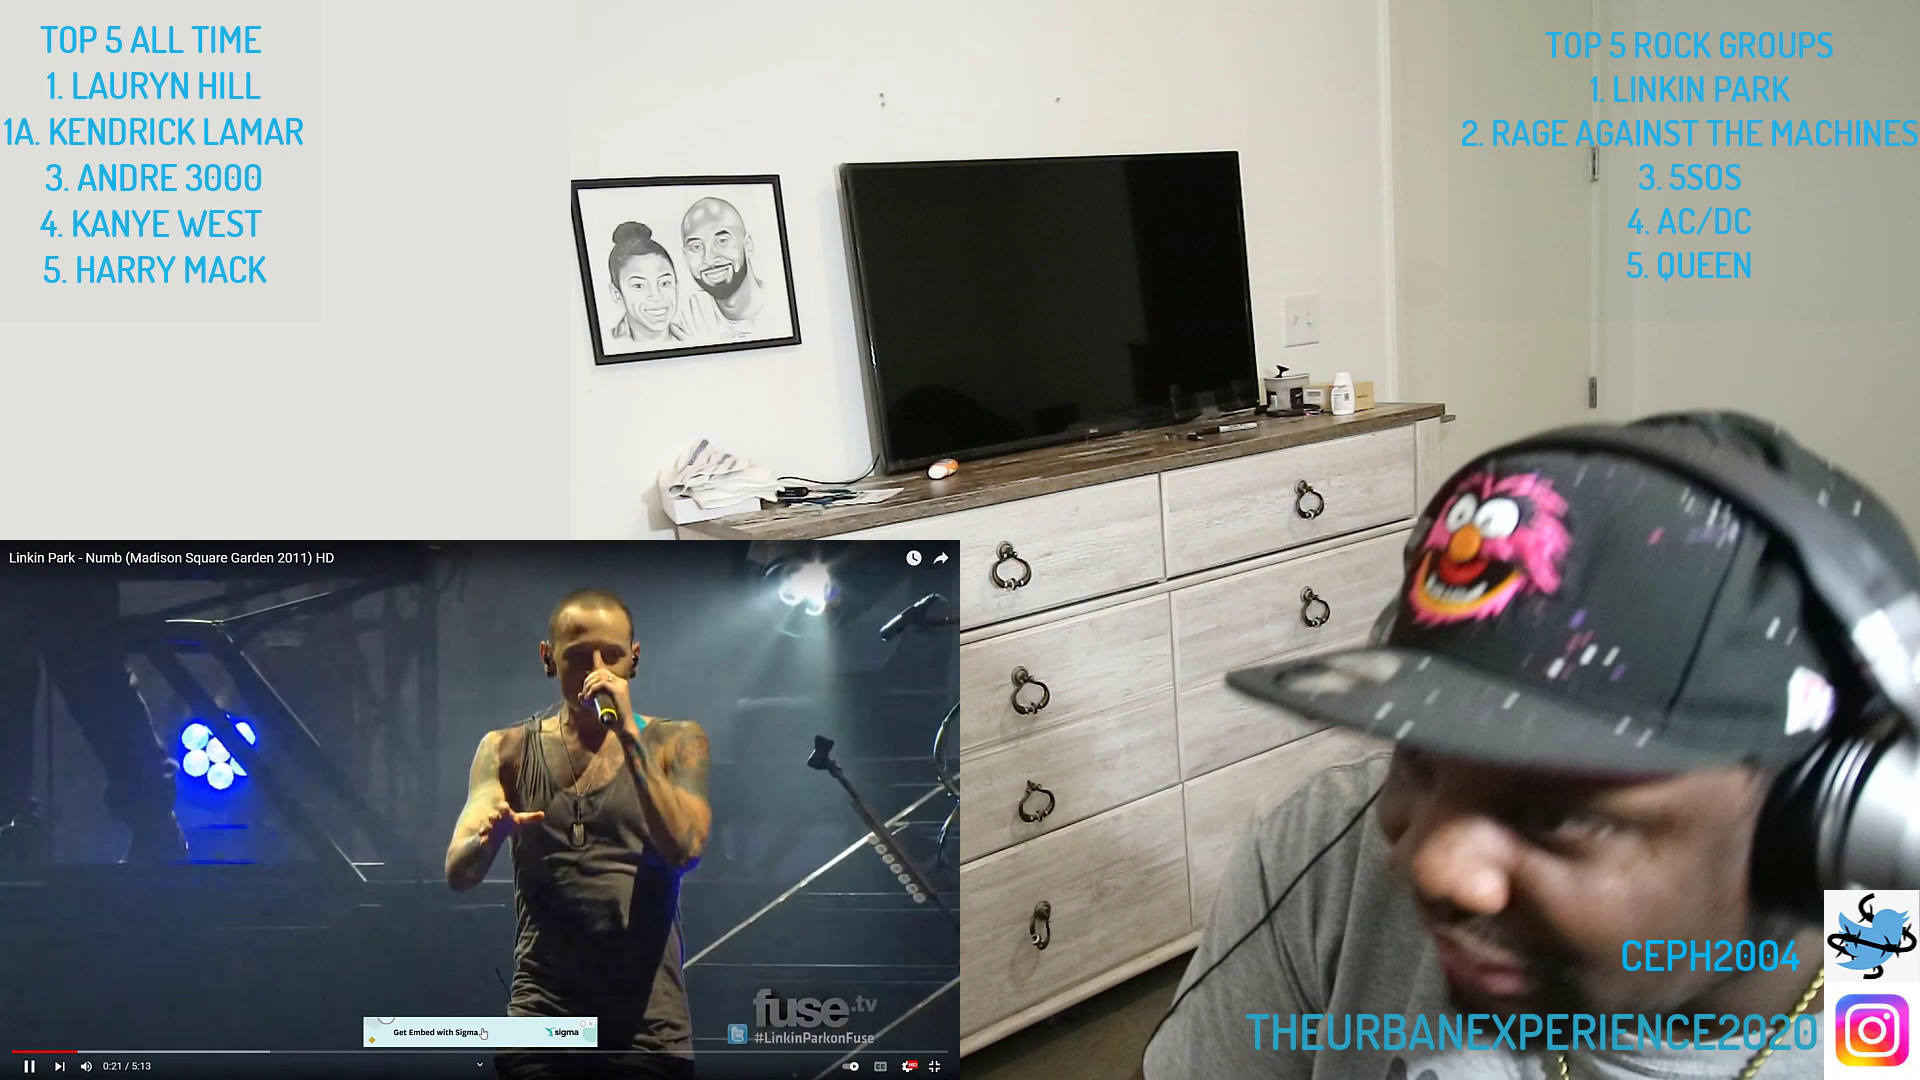 TOP 5 ALL TIME
1. LAURYN HILL
1A. KENDRICK LAMAR
3. ANDRE 3000
4. KANYE WEST
5. HARRY MACK
TOP 5 ROCK GROUPS
1. LINKIN PARK
2. RAGE AGAINST THE MACHINES
3. 5SOS
4. AC/DC
5. QUEEN
Linkin Park - Numb (Madison Square Garden 2011) HD
fuse.tv
#LinkinParkonFuse
Get Embed with Sigma.
sigma
0:21 / 5:13
CC
HD
CEPH2004
THEURBANEXPERIENCE2020